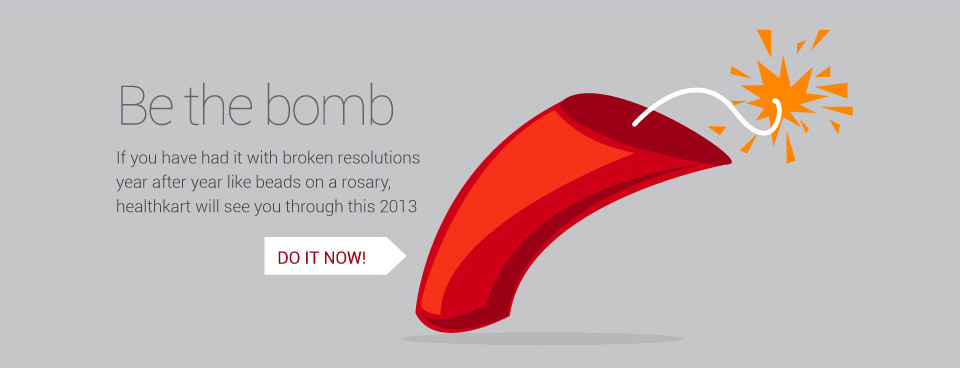 Be the bomb
If you have had it with broken resolutions
year after year like beads on a rosary,
healthkart will see you through this 2013
DO IT NOW!